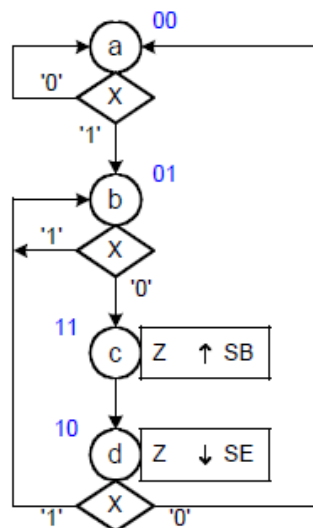 00
a
'0'
X
'1'
01
b
'1'
X
'0'
11
c
Z ↑ SB
10
d
Z ↓ SE
'1'
X
'0'